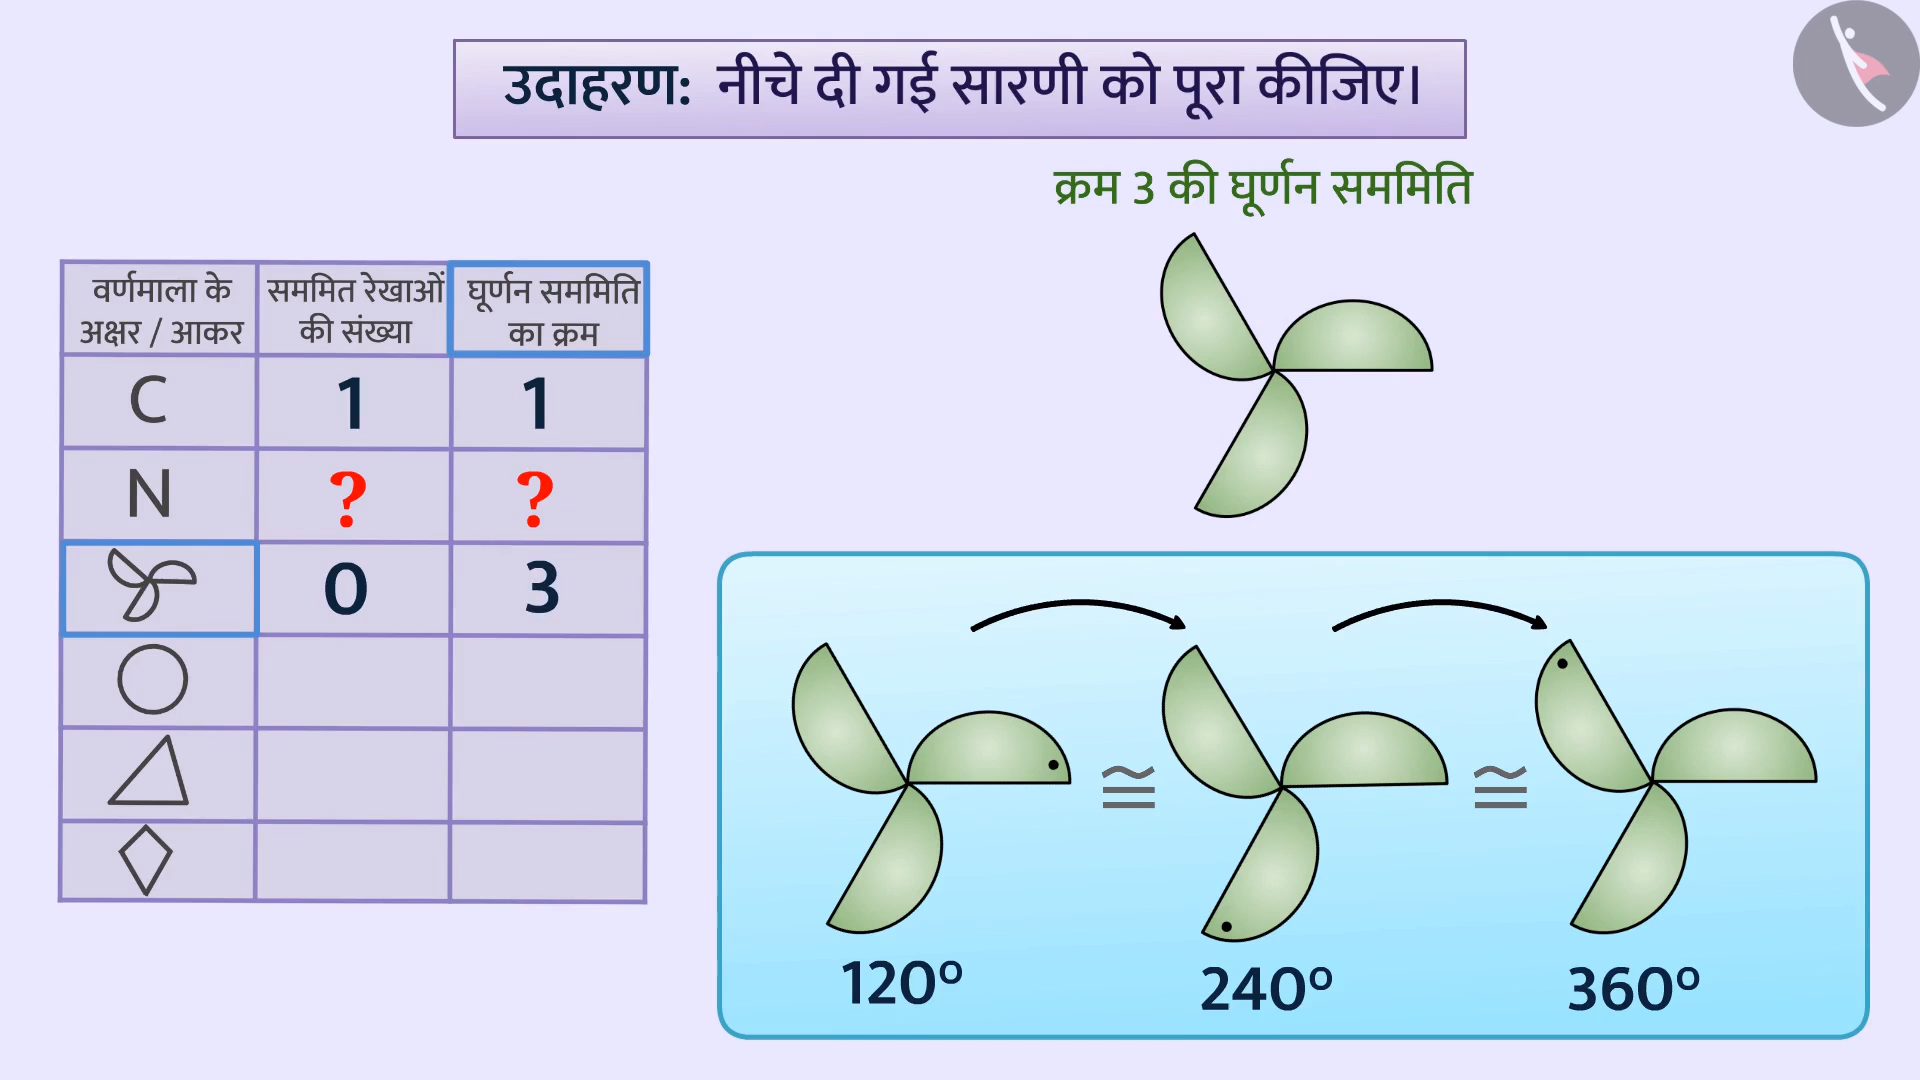 उदाहरण: नीचे दी गई सारणी को पूरा कीजिए।
क्रम 3 की घूर्णन सममिति
वर्णमाला के
अक्षर / आकर
सममित रेखाओं
की संख्या
घूर्णन सममिति
का क्रम
C 1 1
N ? ?
0 3
≅ ≅
120° 240° 360°